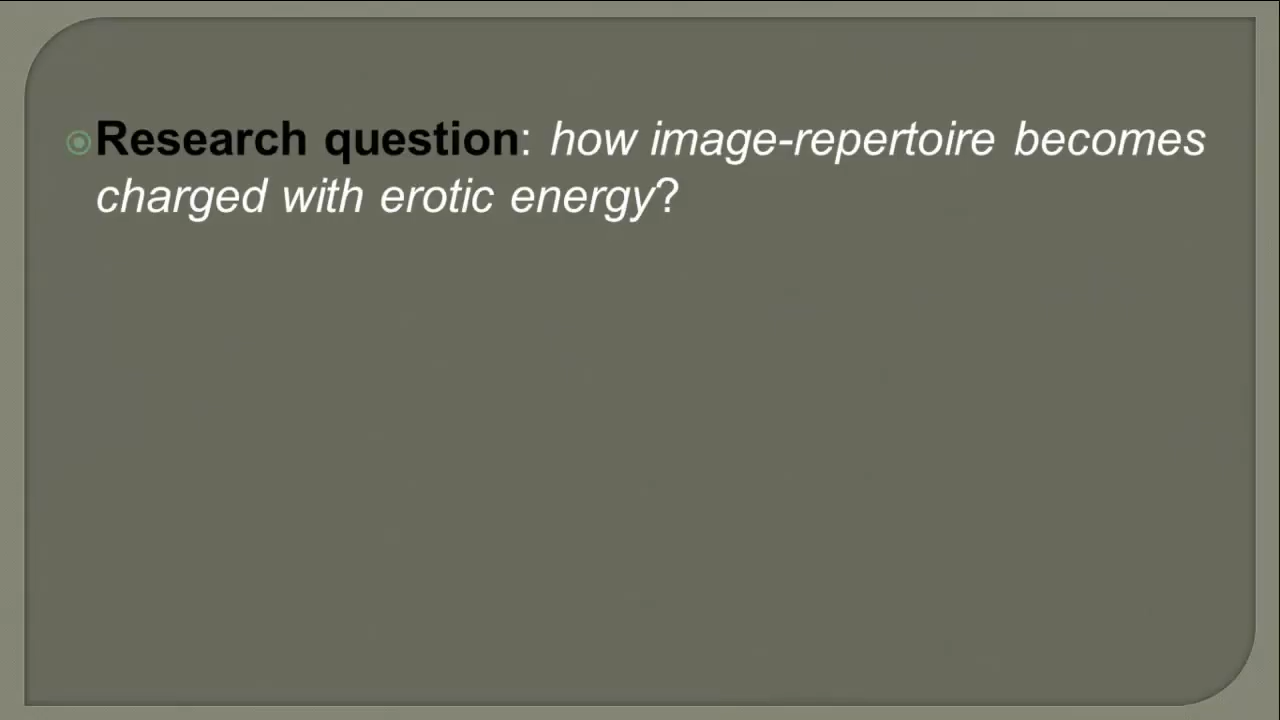 Research question: how image-repertoire becomes
charged with erotic energy?